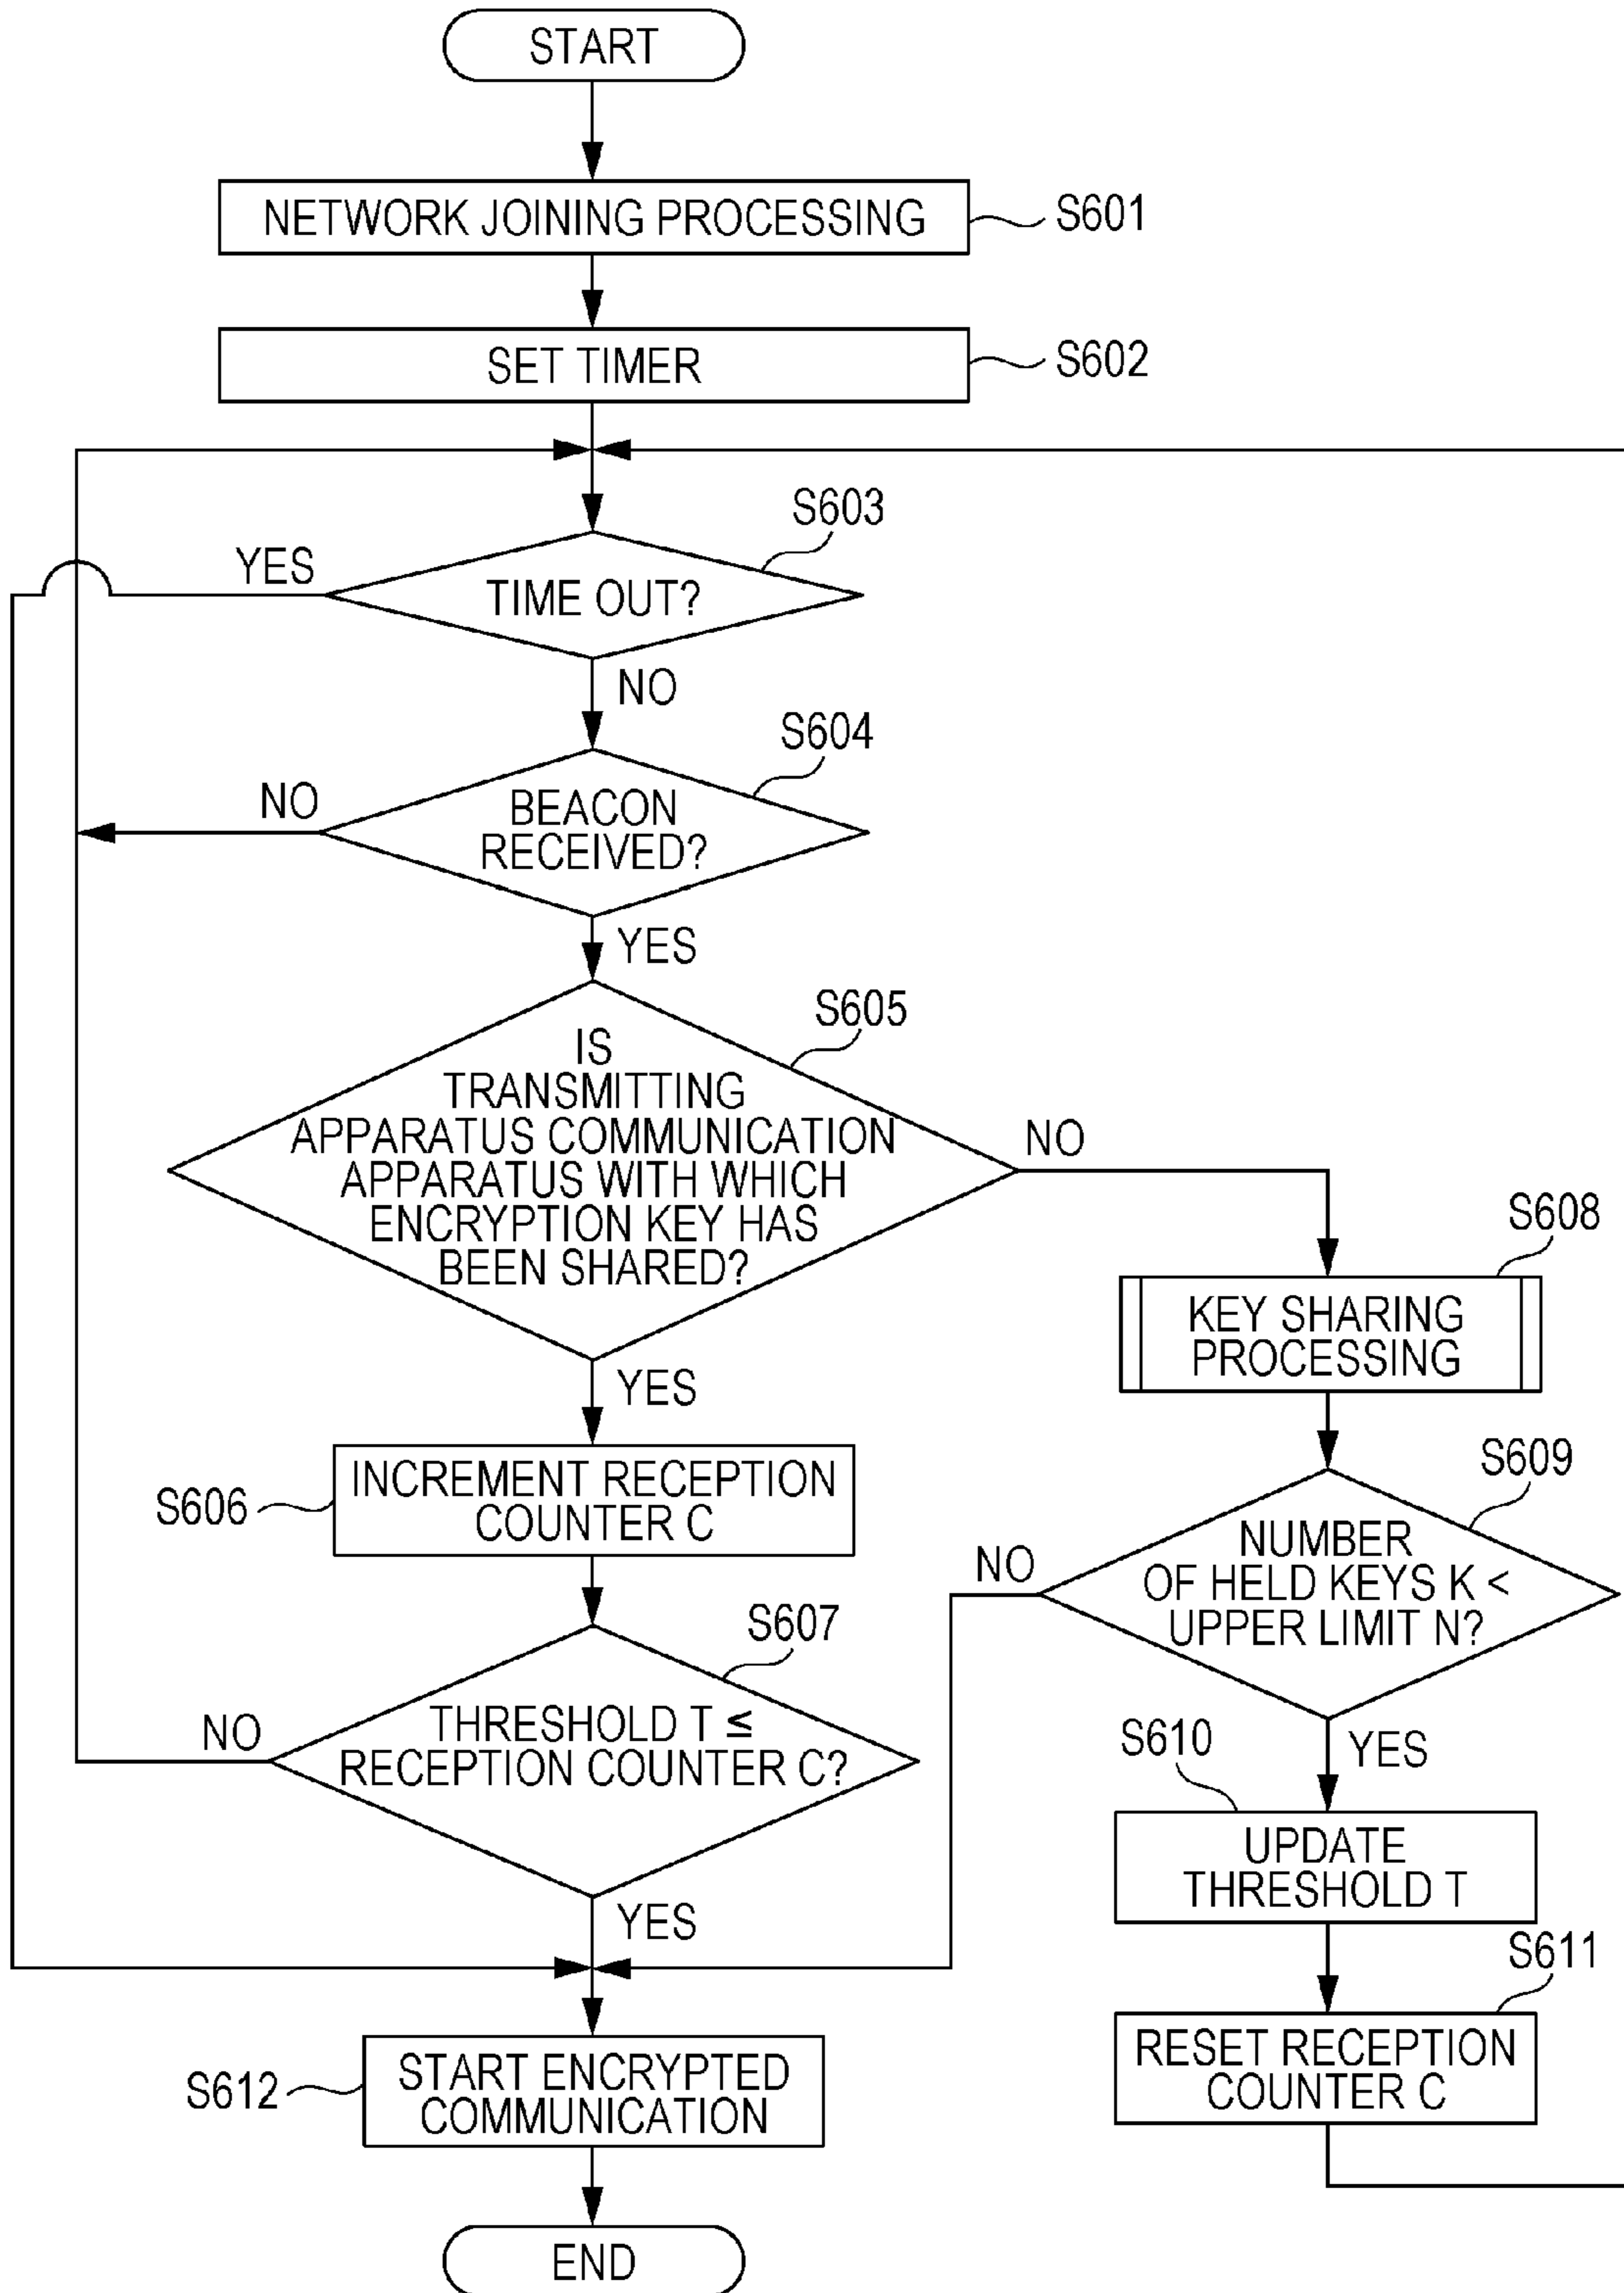 START
NETWORK JOINING PROCESSING
S601
SET TIMER
S602
S603
YES
TIME OUT?
NO
S604
NO
BEACON
RECEIVED?
YES
S605
IS
TRANSMITTING
APPARATUS COMMUNICATION
APPARATUS WITH WHICH
ENCRYPTION KEY HAS
BEEN SHARED?
NO
YES
S608
KEY SHARING
PROCESSING
S606
INCREMENT RECEPTION
COUNTER C
S609
NUMBER
OF HELD KEYS K <
UPPER LIMIT N?
NO
S607
THRESHOLD T ≦
RECEPTION COUNTER C?
NO
YES
S610
YES
UPDATE
THRESHOLD T
S611
RESET RECEPTION
COUNTER C
S612
START ENCRYPTED
COMMUNICATION
END